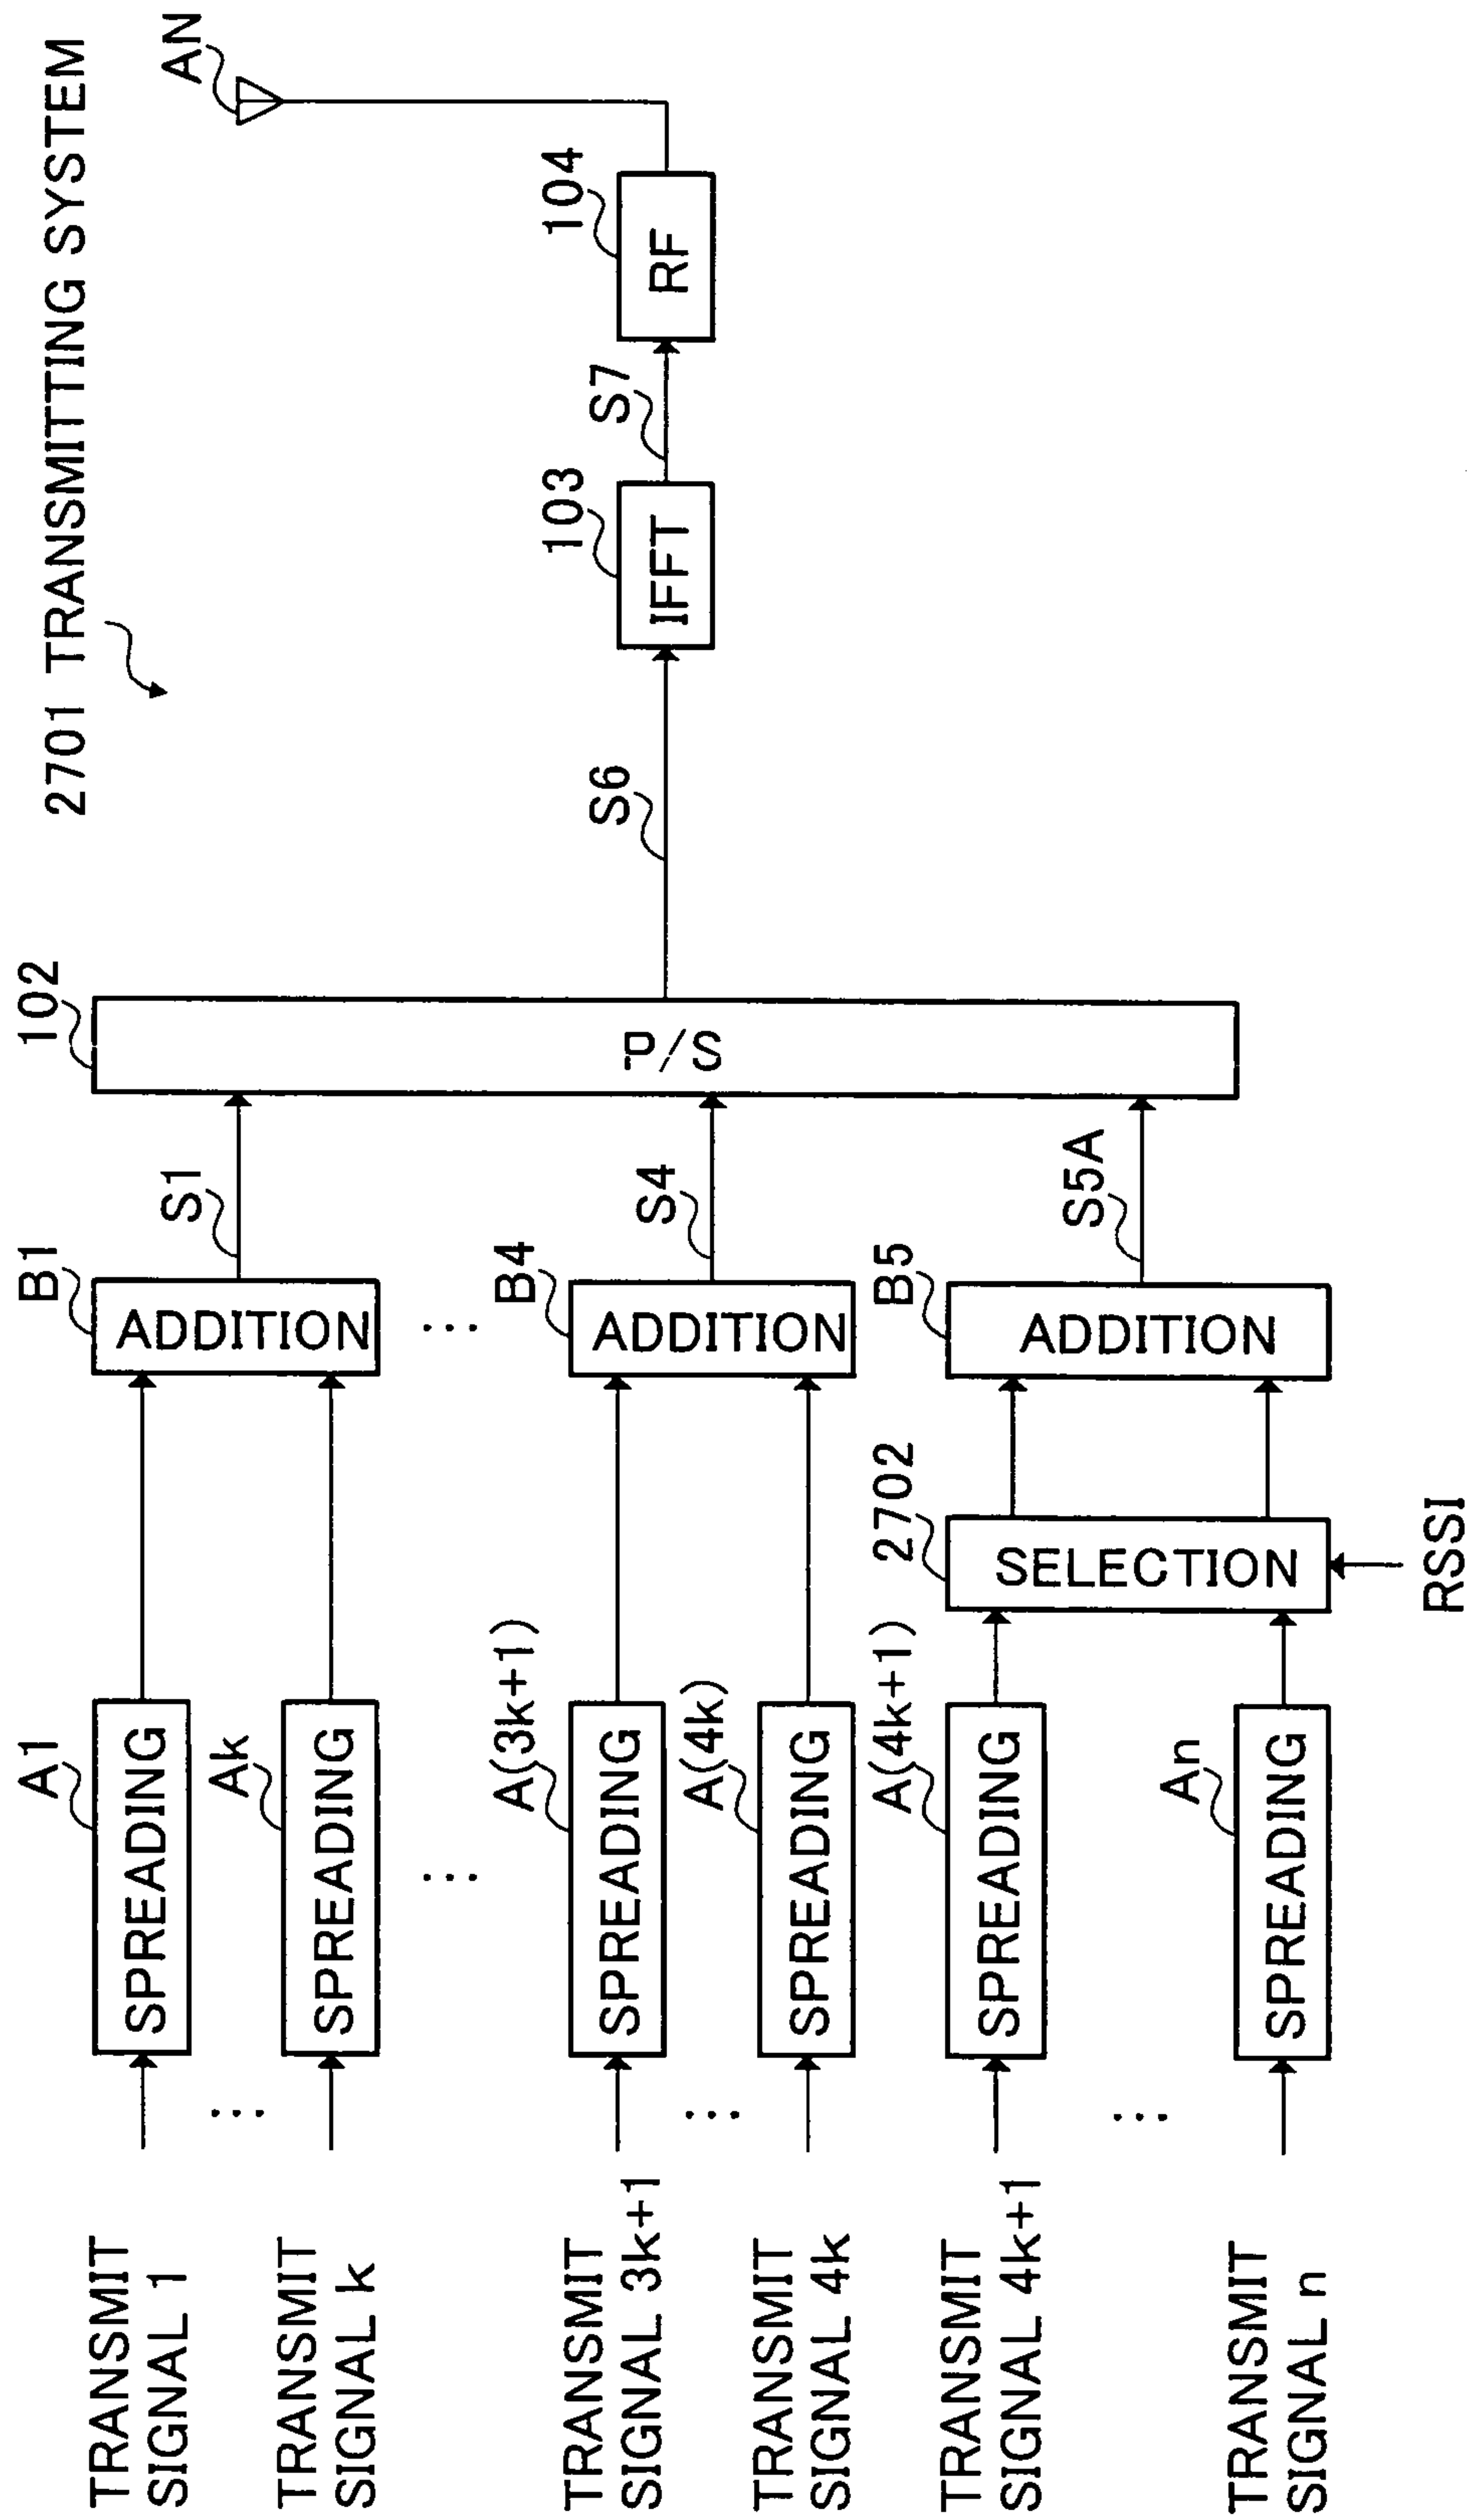 2701 TRANSMITTING SYSTEM
TRANSMIT
SIGNAL 1
A1
SPREADING
B1
ADDITION
S1
102
...
TRANSMIT
SIGNAL k
Ak
SPREADING
...
...
TRANSMIT
SIGNAL 3k+1
A(3k+1)
SPREADING
B4
ADDITION
S4
P/S
S6
103
IFFT
S7
104
RF
AN
...
TRANSMIT
SIGNAL 4k
A(4k)
SPREADING
TRANSMIT
SIGNAL 4k+1
A(4k+1)
SPREADING
2702
SELECTION
B5
ADDITION
S5A
...
TRANSMIT
SIGNAL n
An
SPREADING
RSSI